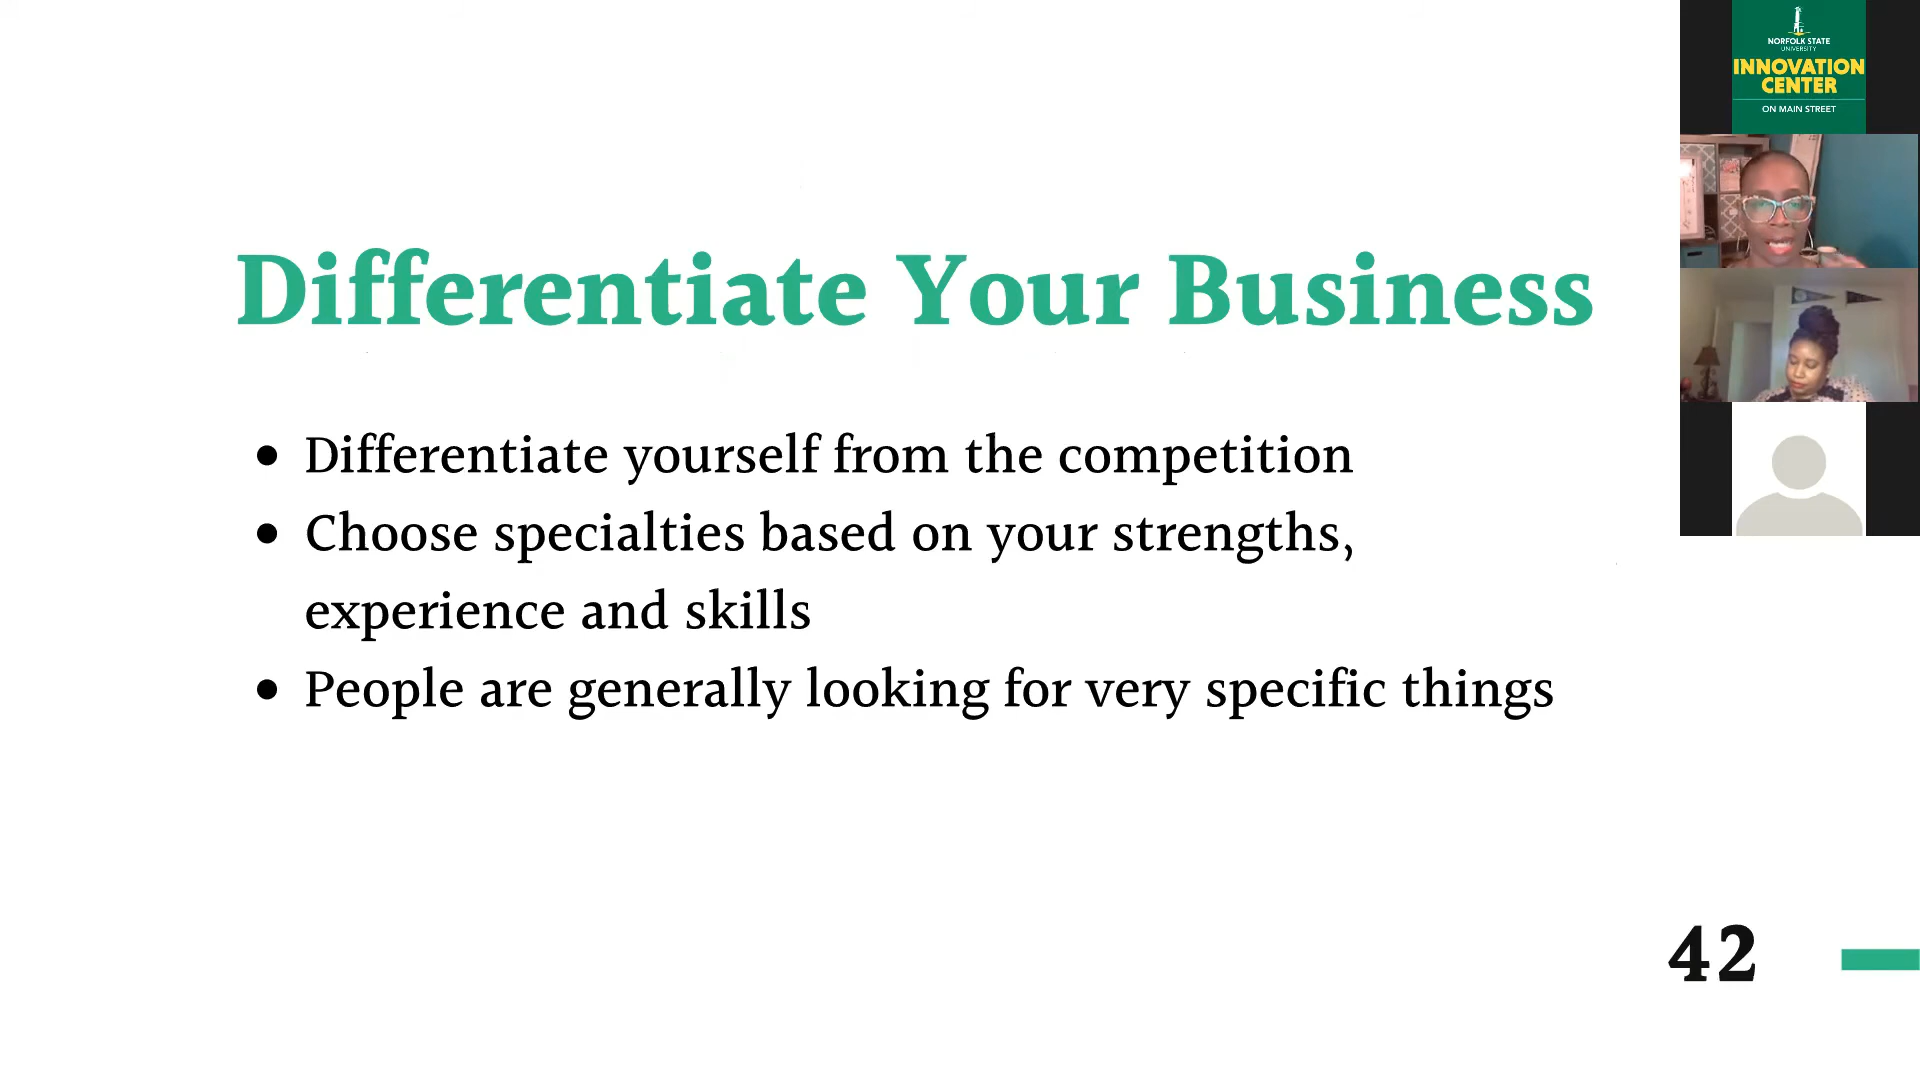 NORFOLK STATE
UNIVERSITY
INNOVATION
CENTER
ON MAIN STREET
Differentiate Your Business
• Differentiate yourself from the competition
• Choose specialties based on your strengths,
experience and skills
• People are generally looking for very specific things
42